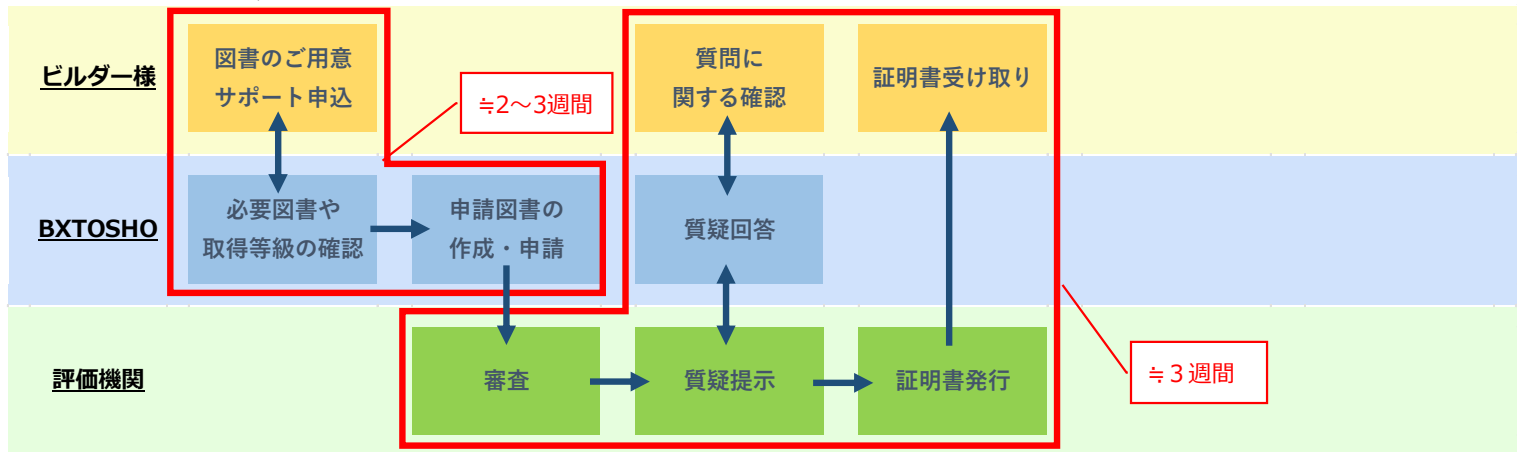 ビルダー様
図書のご用意
サポート申込
≒2～3週間
質問に
関する確認
証明書受け取り
BXTOSHO
必要図書や
取得等級の確認
申請図書の
作成・申請
質疑回答
評価機関
審査
質疑提示
証明書発行
≒３週間